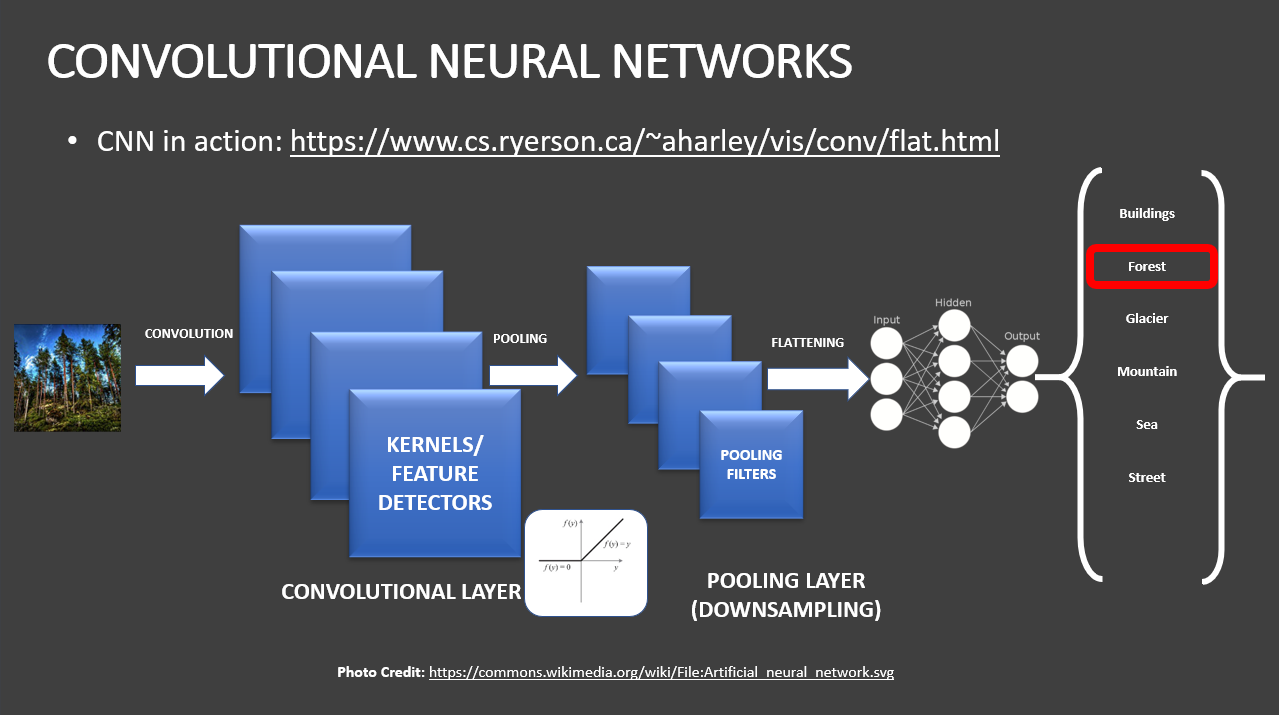 CONVOLUTIONAL NEURAL NETWORKS
• CNN in action: https://www.cs.ryerson.ca/~aharley/vis/conv/flat.html
CONVOLUTION
KERNELS/
FEATURE
DETECTORS
CONVOLUTIONAL LAYER
f(y)
f(y) = y
f(y) = 0
y
POOLING
POOLING
FILTERS
POOLING LAYER
(DOWNSAMPLING)
FLATTENING
Input
Hidden
Output
Buildings
Forest
Glacier
Mountain
Sea
Street
Photo Credit: https://commons.wikimedia.org/wiki/File:Artificial_neural_network.svg